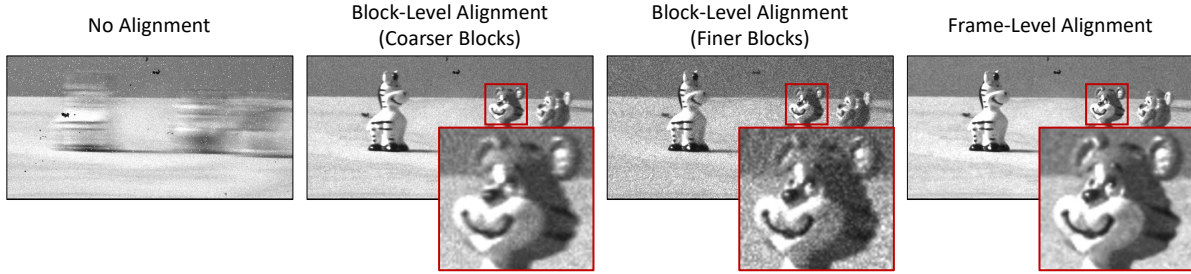 No Alignment
Block-Level Alignment
(Coarser Blocks)
Block-Level Alignment
(Finer Blocks)
Frame-Level Alignment